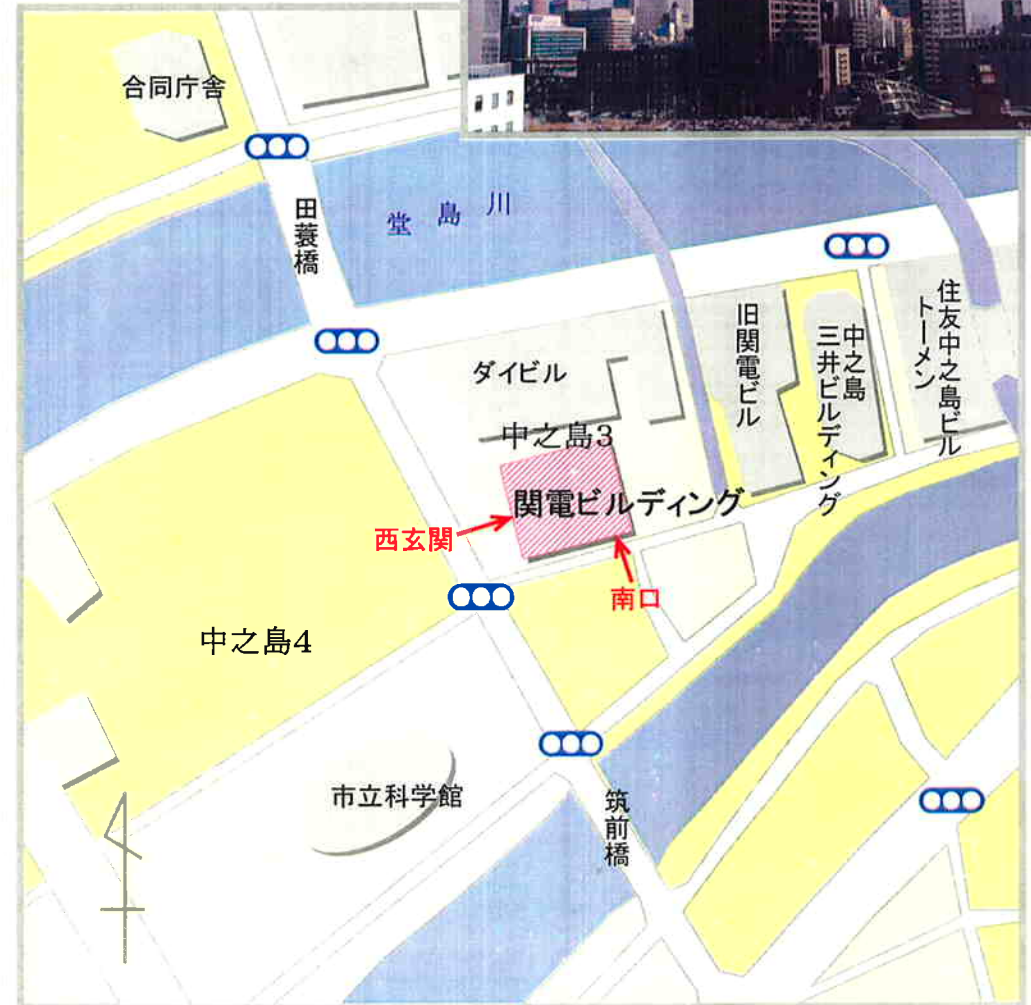 合同庁舎
田蓑橋
堂島川
旧関電ビル
中之島
三井ビルディング
住友中之島ビル
トーメン
ダイビル
中之島3
関電ビルディング
西玄関
南口
中之島4
市立科学館
筑前橋